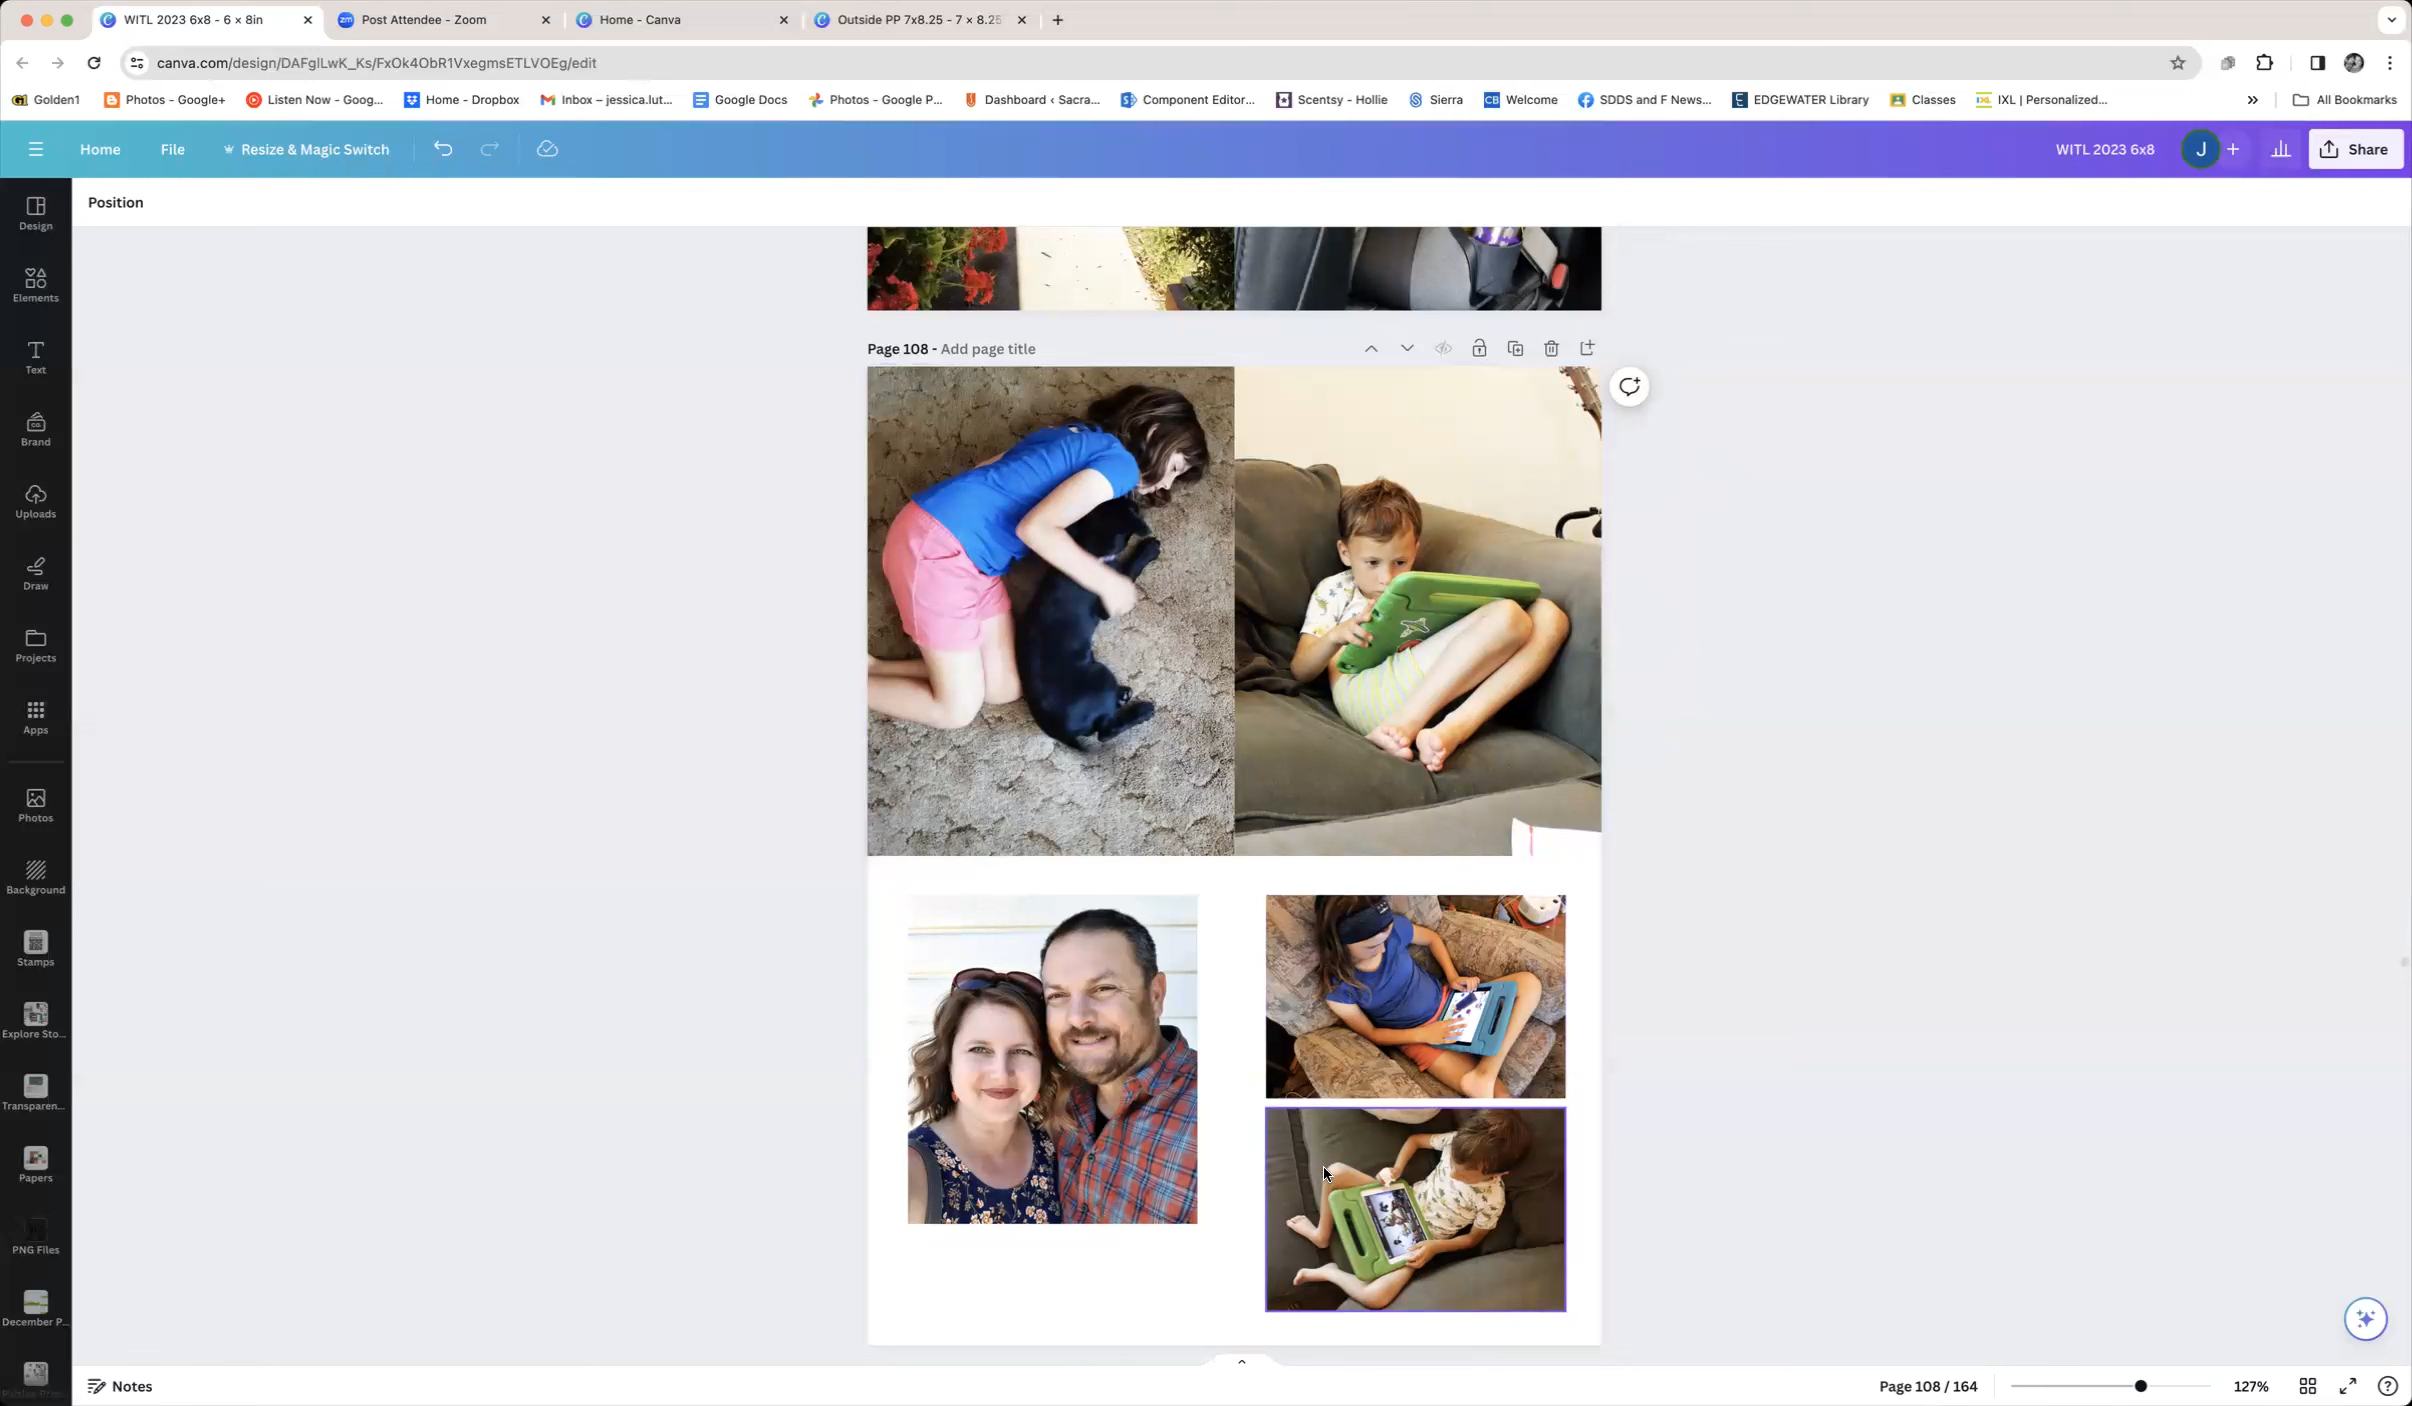 WITL 2023 6x8 - 6 × 8in
Post Attendee - Zoom
Home - Canva
Outside PP 7x8.25 - 7 × 8.25
canva.com/design/DAFglLwK_Ks/FxOk4ObR1VxegmsETLVOEg/edit
Golden1
Photos - Google+
Listen Now - Goog...
Home - Dropbox
Inbox – jessica.lut...
Google Docs
Photos - Google P...
Dashboard ‹ Sacra...
Component Editor...
Scentsy - Hollie
Sierra
CB Welcome
SDDS and F News...
EDGEWATER Library
Classes
IXL | Personalized...
All Bookmarks
Home
File
Resize & Magic Switch
WITL 2023 6x8
J
Share
Position
Design
Elements
Text
Brand
Uploads
Draw
Projects
Apps
Photos
Background
Stamps
Explore Sto...
Transparen...
Papers
PNG Files
December P...
Page 108 - Add page title
Notes
Page 108 / 164
127%